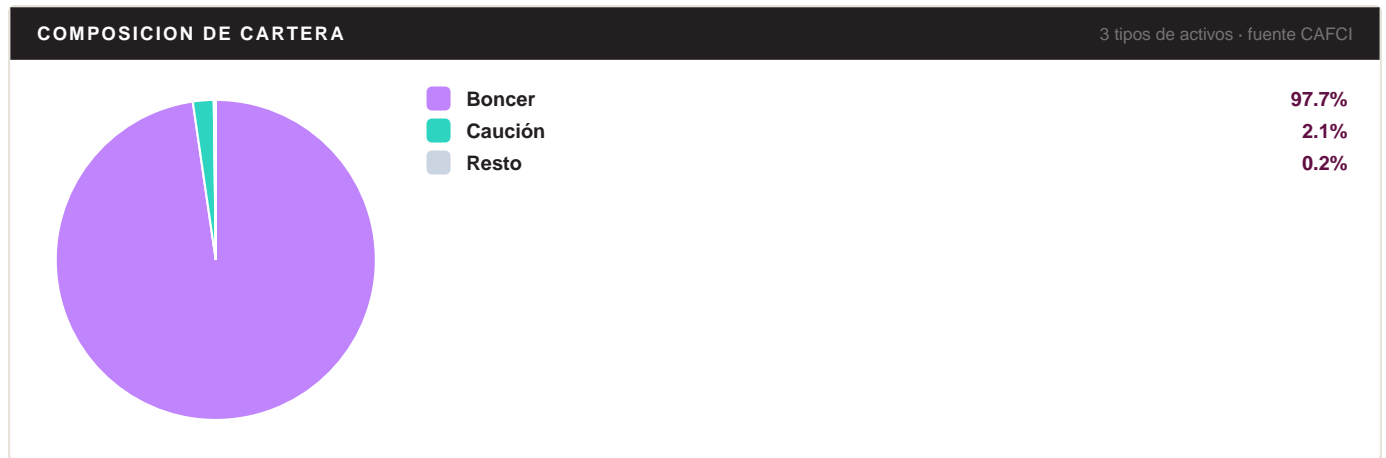 COMPOSICION DE CARTERA 3 tipos de activos · fuente CAFCI
Boncer 97.7%
Caución 2.1%
Resto 0.2%